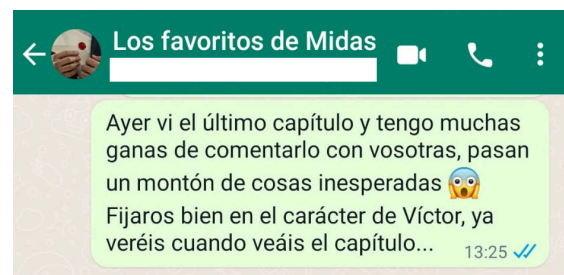 Los favoritos de Midas
Ayer vi el último capítulo y tengo muchas
ganas de comentarlo con vosotras, pasan
un montón de cosas inesperadas 😱
Fijaros bien en el carácter de Víctor, ya
veréis cuando veáis el capítulo...
13:25